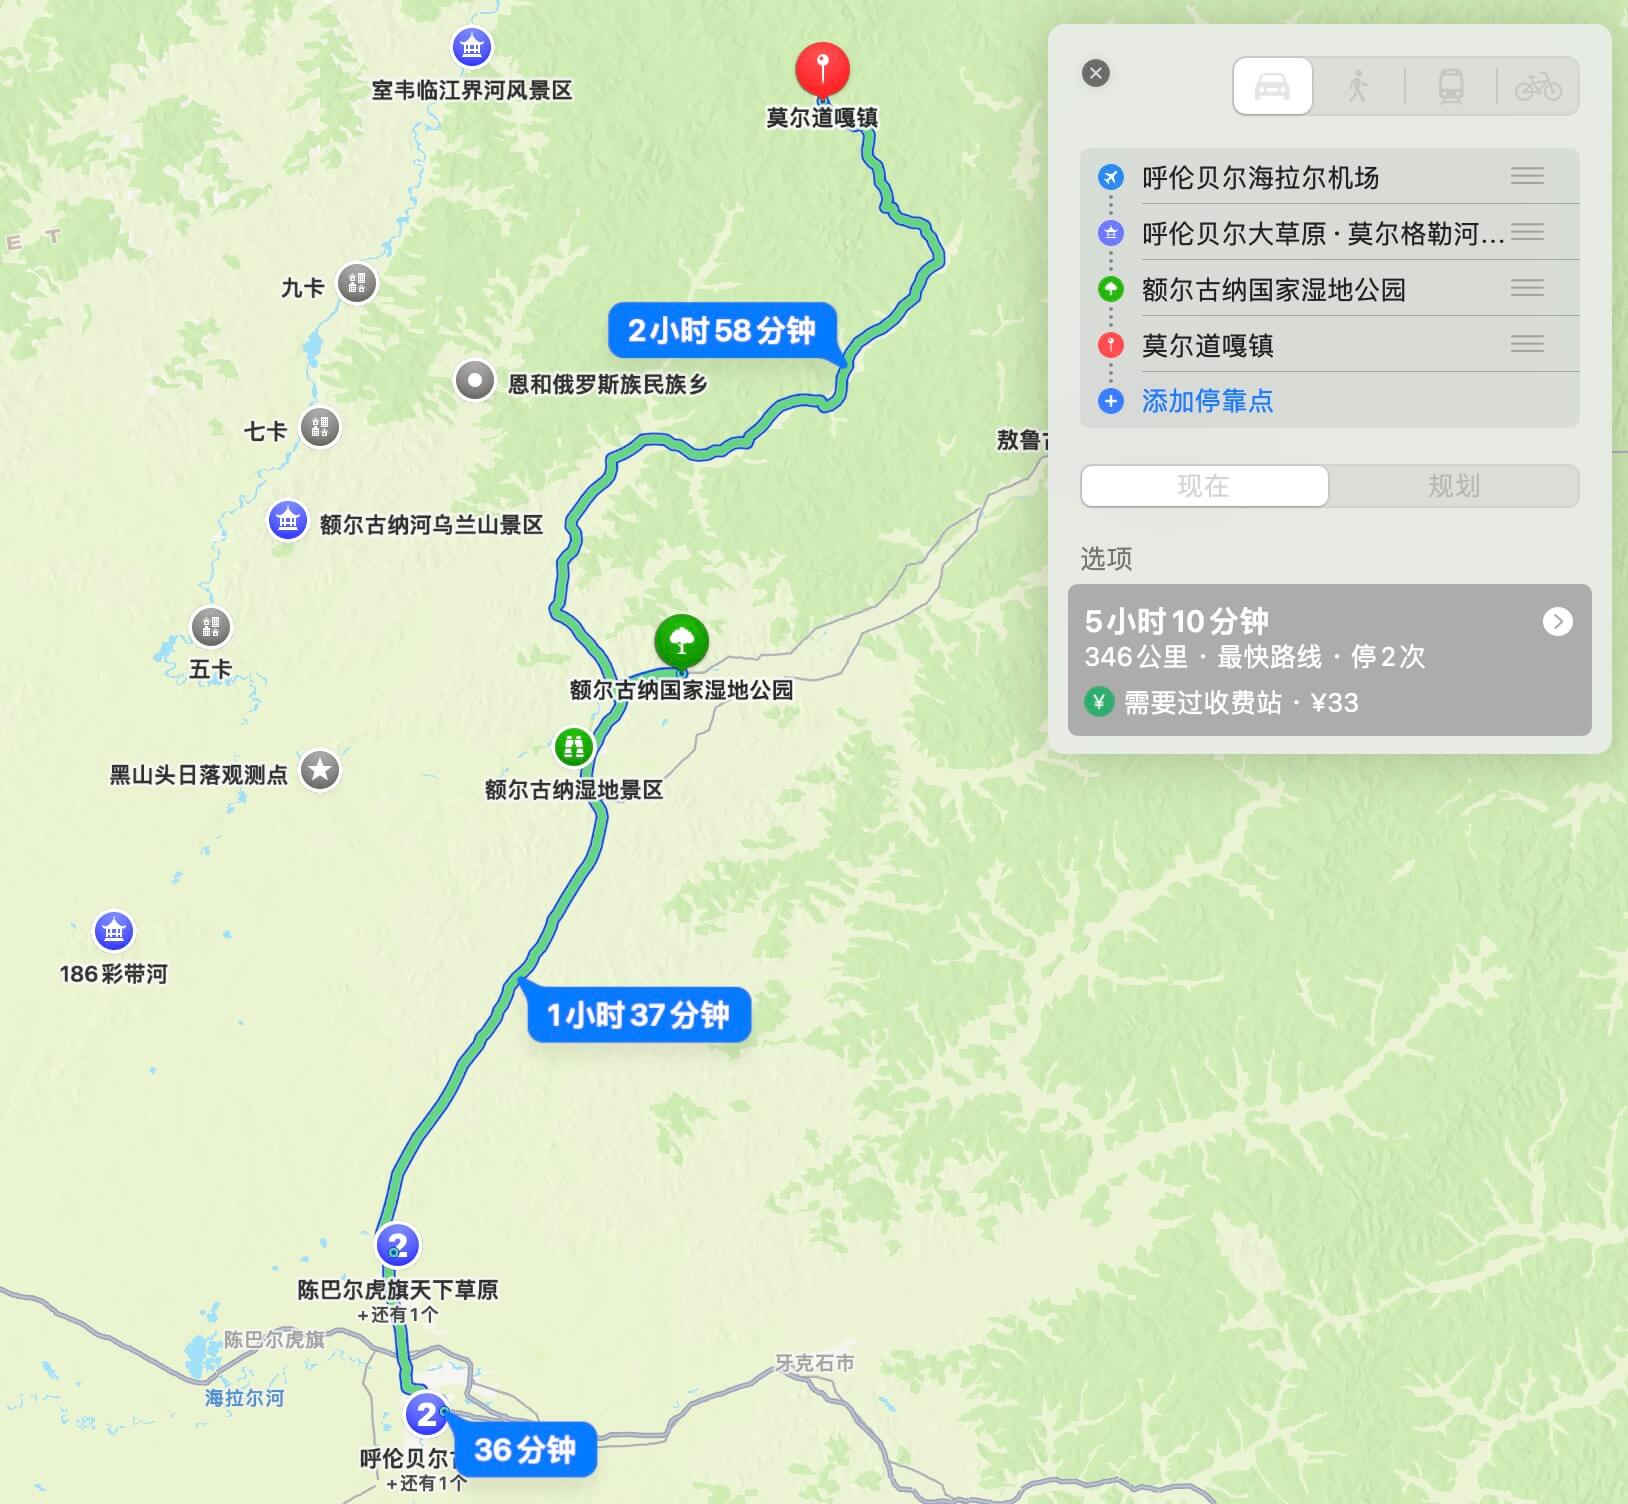 室韦临江界河风景区
莫尔道嘎镇
E T
九卡
2小时58分钟
恩和俄罗斯族民族乡
七卡
敖鲁
额尔古纳河乌兰山景区
五卡
额尔古纳国家湿地公园
黑山头日落观测点
额尔古纳湿地景区
186彩带河
1小时37分钟
2
陈巴尔虎旗天下草原
+还有1个
陈巴尔虎旗
牙克石市
海拉尔河
2
36分钟
呼伦贝尔
+还有1个
呼伦贝尔海拉尔机场
呼伦贝尔大草原·莫尔格勒河…
额尔古纳国家湿地公园
莫尔道嘎镇
添加停靠点
现在
规划
选项
5小时10分钟
346公里 · 最快路线 · 停2次
¥ 需要过收费站 · ¥33